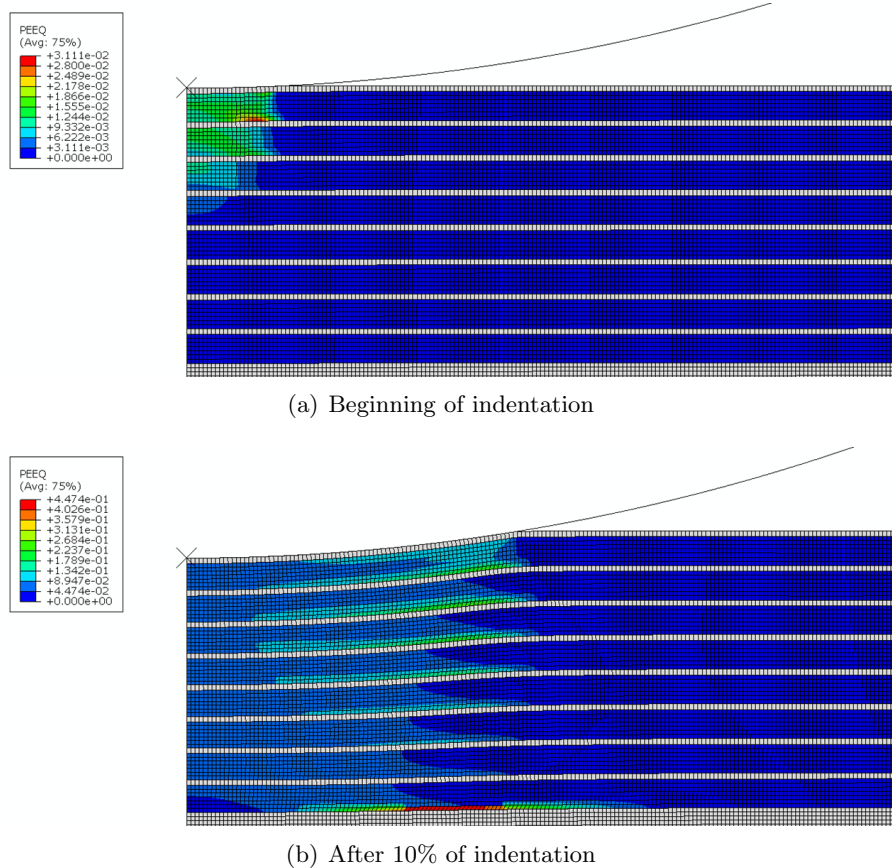 PEEQ
(Avg: 75%)
+3.111e-02
+2.800e-02
+2.489e-02
+2.178e-02
+1.866e-02
+1.555e-02
+1.244e-02
+9.332e-03
+6.222e-03
+3.111e-03
+0.000e+00
(a) Beginning of indentation
PEEQ
(Avg: 75%)
+4.474e-01
+4.026e-01
+3.579e-01
+3.131e-01
+2.684e-01
+2.237e-01
+1.789e-01
+1.342e-01
+8.947e-02
+4.474e-02
+0.000e+00
(b) After 10% of indentation